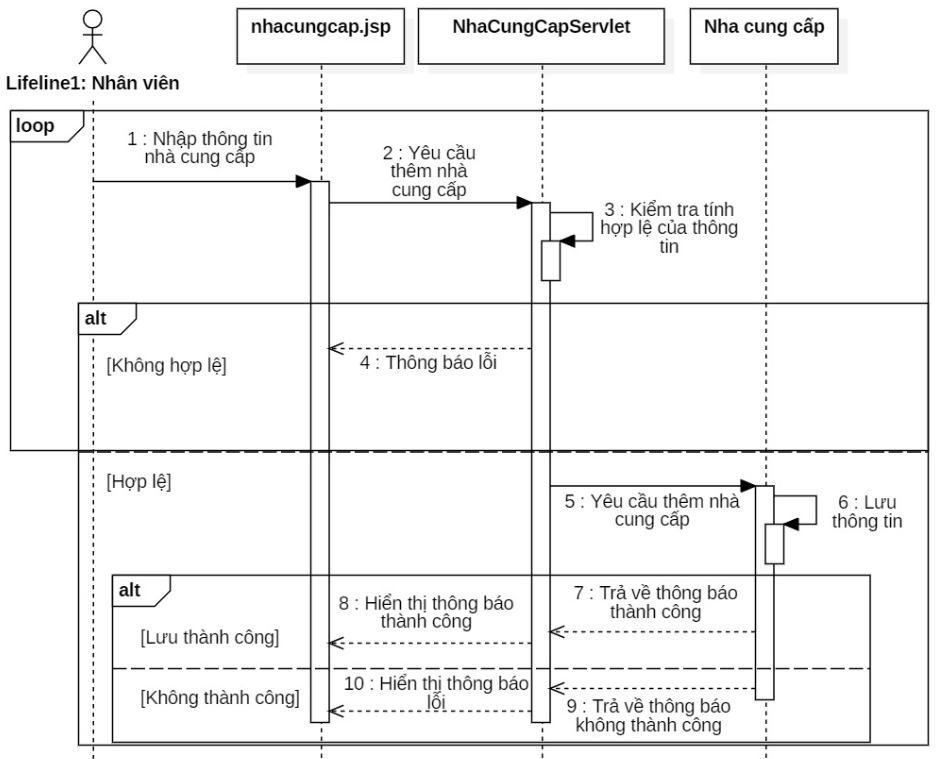 nhacungcap.jsp
NhaCungCapServlet
Nha cung cấp
Lifeline1: Nhân viên
loop
1 : Nhập thông tin
nhà cung cấp
2 : Yêu cầu
thêm nhà
cung cấp
3 : Kiểm tra tính
hợp lệ của thông
tin
alt
[Không hợp lệ]
4 : Thông báo lỗi
[Hợp lệ]
5 : Yêu cầu thêm nhà
cung cấp
6 : Lưu
thông tin
alt
7 : Trả về thông báo
thành công
8 : Hiển thị thông báo
thành công
[Lưu thành công]
[Không thành công]
10 : Hiển thị thông báo
lỗi
9 : Trả về thông báo
không thành công